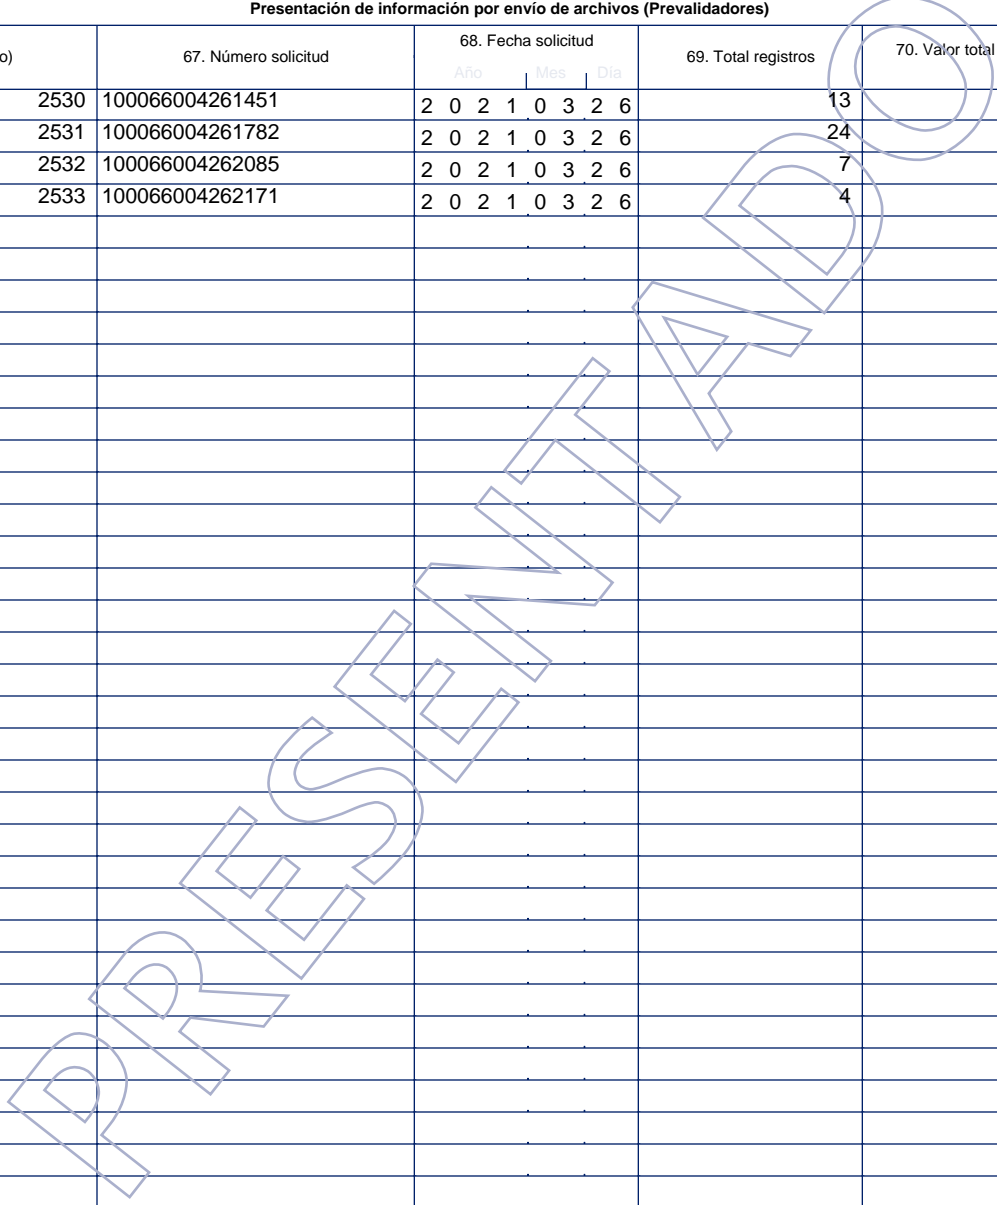 Presentación de información por envío de archivos (Prevalidadores)
o) 67. Número solicitud 68. Fecha solicitud 69. Total registros 70. Valor total
Año Mes Día
2530 100066004261451 2 0 2 1 0 3 2 6 13
2531 100066004261782 2 0 2 1 0 3 2 6 24
2532 100066004262085 2 0 2 1 0 3 2 6 7
2533 100066004262171 2 0 2 1 0 3 2 6 4
PRESENTADO